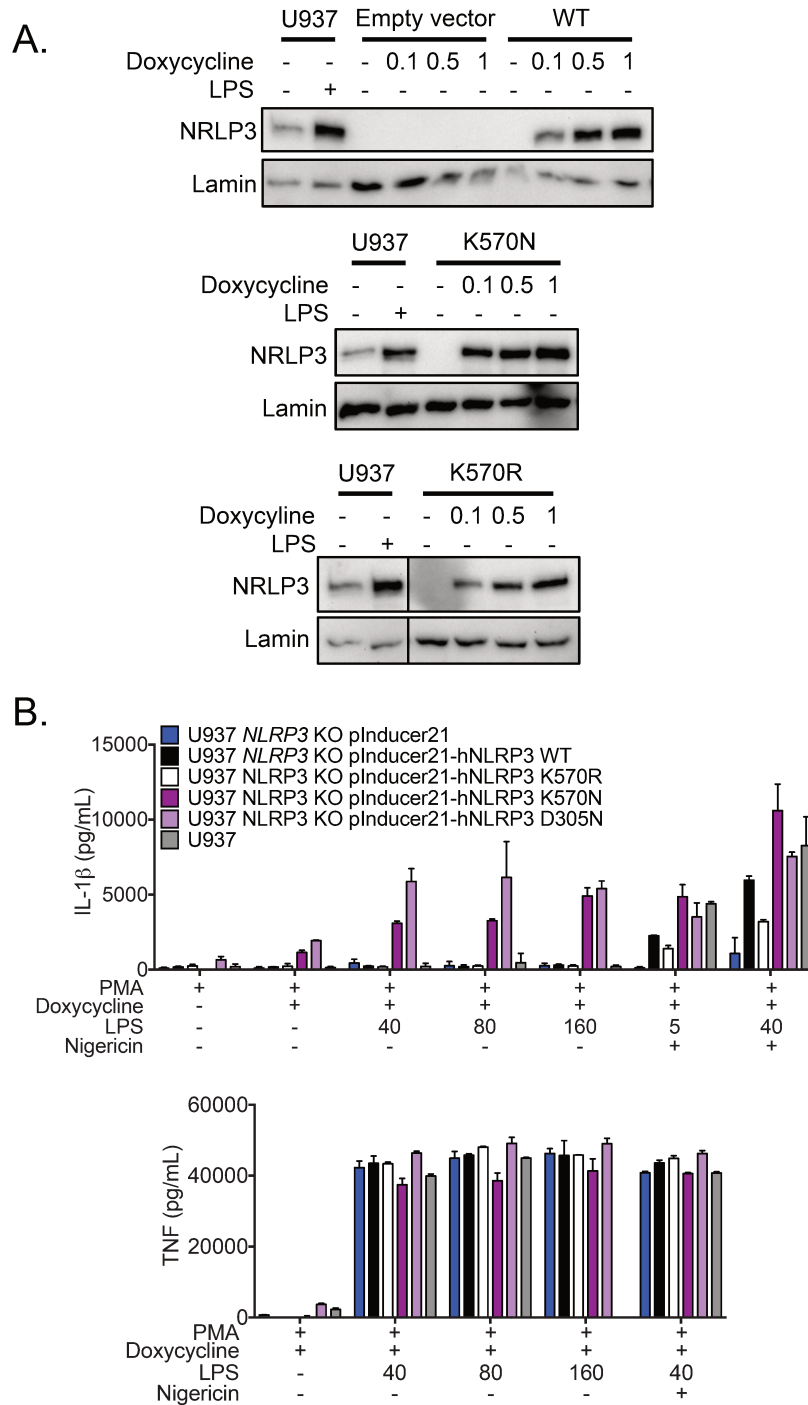 A.
U937 Empty vector WT
Doxycycline - - - 0.1 0.5 1 - 0.1 0.5 1
LPS - + - - - - - - - -
NRLP3
Lamin
U937 K570N
Doxycycline - - - 0.1 0.5 1
LPS - + - - - -
NRLP3
Lamin
U937 K570R
Doxycyline - - - 0.1 0.5 1
LPS - + - - - -
NRLP3
Lamin
B.
U937 NLRP3 KO pInducer21
U937 NLRP3 KO pInducer21-hNLRP3 WT
U937 NLRP3 KO pInducer21-hNLRP3 K570R
U937 NLRP3 KO pInducer21-hNLRP3 K570N
U937 NLRP3 KO pInducer21-hNLRP3 D305N
U937
IL-1β (pg/mL)
15000
10000
5000
0
PMA + + + + + + +
Doxycycline - + + + + + +
LPS - - 40 80 160 5 40
Nigericin - - - - - + +
TNF (pg/mL)
60000
40000
20000
0
PMA + + + + +
Doxycycline + + + + +
LPS - 40 80 160 40
Nigericin - - - - +